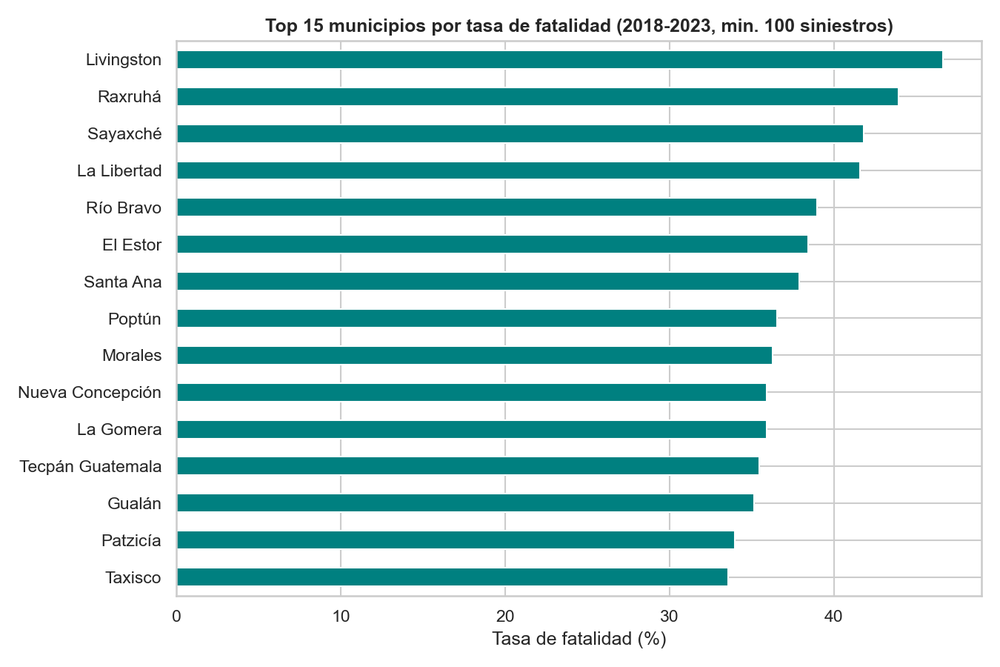 Top 15 municipios por tasa de fatalidad (2018-2023, min. 100 siniestros)
Livingston
Raxruhá
Sayaxché
La Libertad
Río Bravo
El Estor
Santa Ana
Poptún
Morales
Nueva Concepción
La Gomera
Tecpán Guatemala
Gualán
Patzicía
Taxisco
0 10 20 30 40
Tasa de fatalidad (%)